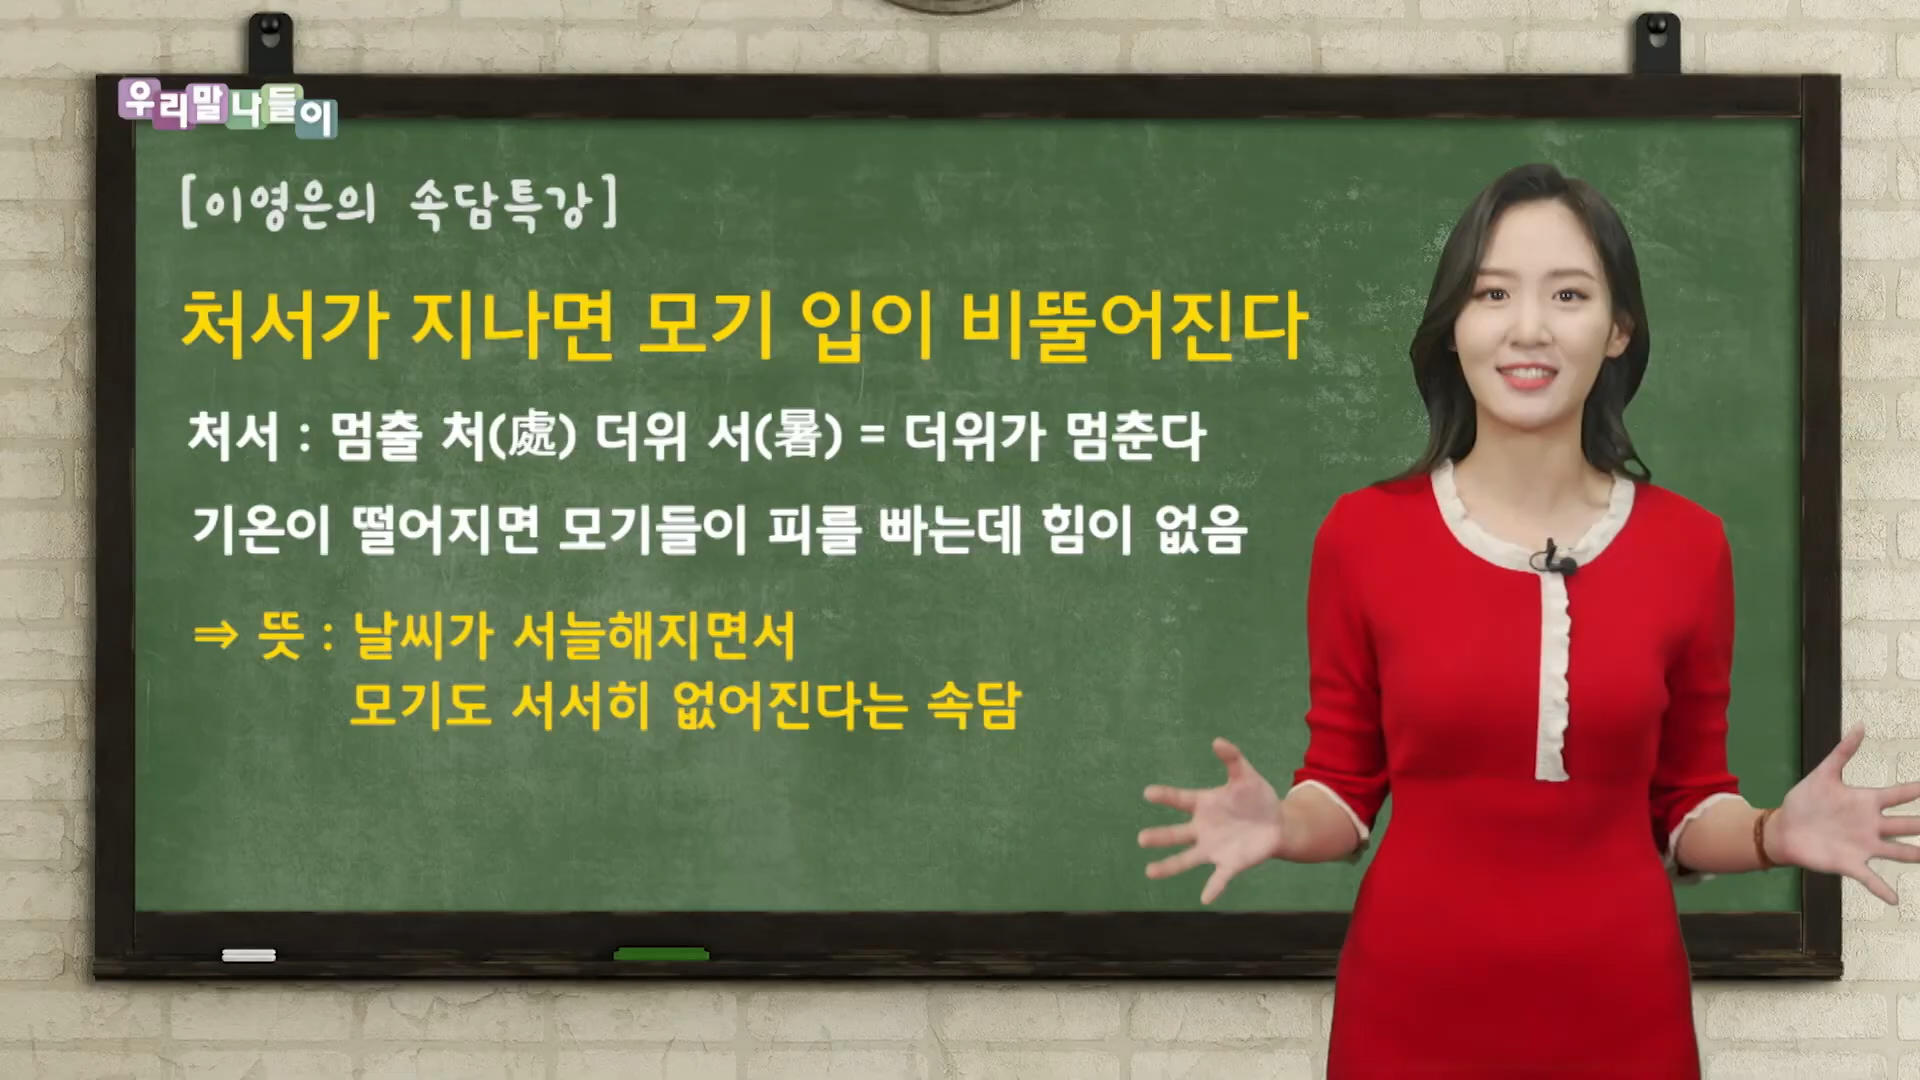 우리말 나들이
[이영은의 속담특강]
처서가 지나면 모기 입이 비뚤어진다
처서 : 멈출 처(處) 더위 서(暑) = 더위가 멈춘다
기온이 떨어지면 모기들이 피를 빠는데 힘이 없음
⇒ 뜻 : 날씨가 서늘해지면서
모기도 서서히 없어진다는 속담